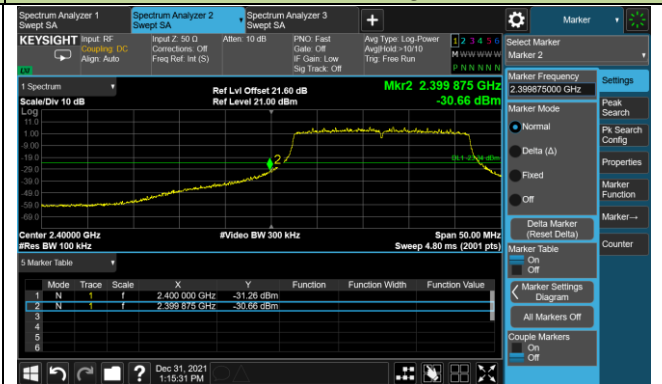 Spectrum Analyzer 1
Swept SA
Spectrum Analyzer 2
Swept SA
Spectrum Analyzer 3
Swept SA
+
Marker
KEYSIGHT
Input: RF
Coupling: DC
Align: Auto
Input Z: 50 Ω
Corrections: Off
Freq Ref: Int (S)
Atten: 10 dB
PNO: Fast
Gate: Off
IF Gain: Low
Sig Track: Off
Avg Type: Log-Power
Avg|Hold:>10/10
Trig: Free Run
1 2 3 4 5 6
M W W W W W
P N N N N N
Select Marker
Marker 2
1 Spectrum
Ref Lvl Offset 21.60 dB
Mkr2 2.399 875 GHz
Scale/Div 10 dB
Ref Level 21.00 dBm
-30.66 dBm
Log
11.0
1.00
-9.00
-19.0
-29.0
-39.0
-49.0
-59.0
-69.0
2
Center 2.40000 GHz
#Video BW 300 kHz
Span 50.00 MHz
#Res BW 100 kHz
Sweep 4.80 ms (2001 pts)
5 Marker Table
Mode Trace Scale X Y Function Function Width Function Value
1 N 1 f 2.400 000 GHz -31.26 dBm
2 N 1 f 2.399 875 GHz -30.66 dBm
3
4
5
6
Marker Frequency
2.399875000 GHz
Marker Mode
Normal
Delta (Δ)
Fixed
Off
Delta Marker
(Reset Delta)
Marker Table
On
Off
Marker Settings
Diagram
All Markers Off
Couple Markers
On
Off
Settings
Peak
Search
Pk Search
Config
Properties
Marker
Function
Marker→
Counter
?
Dec 31, 2021
1:15:31 PM